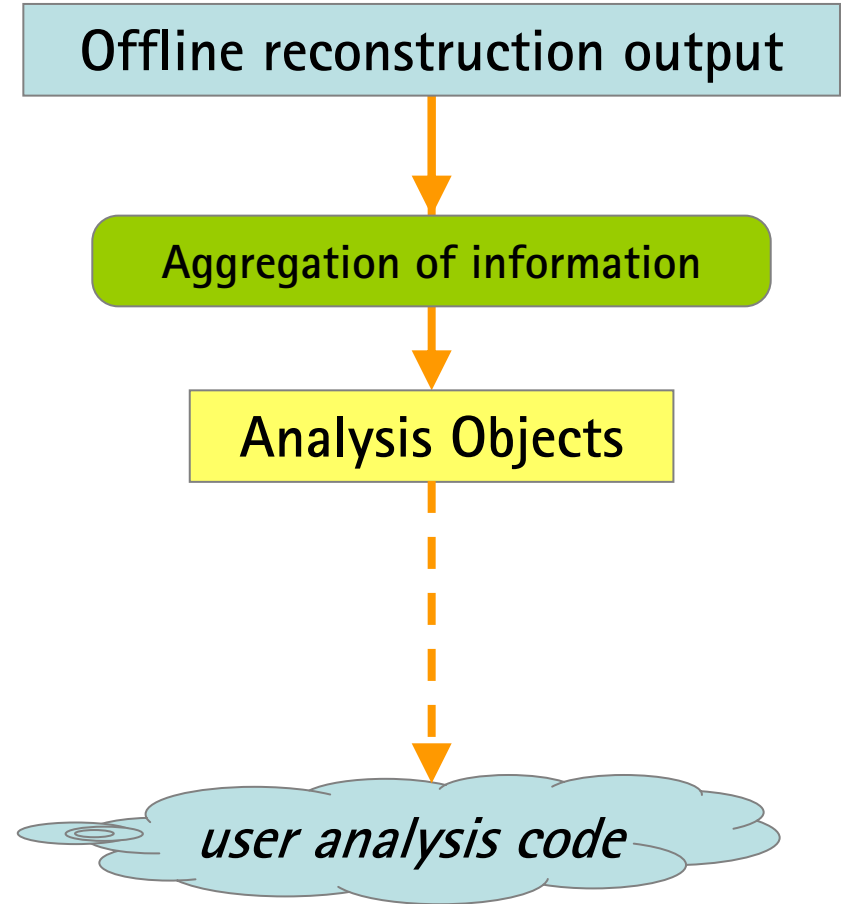 Offline reconstruction output
Aggregation of information
Analysis Objects
user analysis code